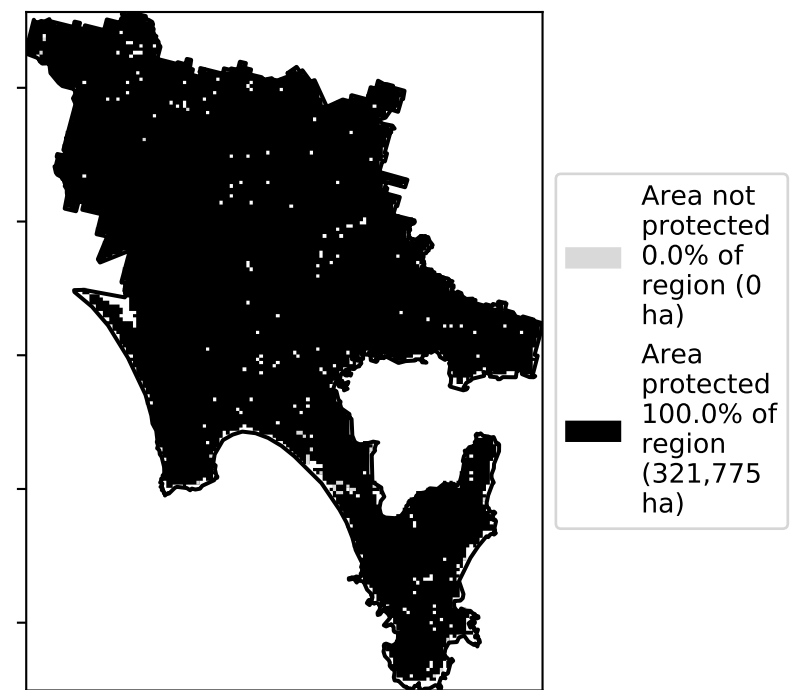 Area not
protected
0.0% of
region (0
ha)
Area
protected
100.0% of
region
(321,775
ha)